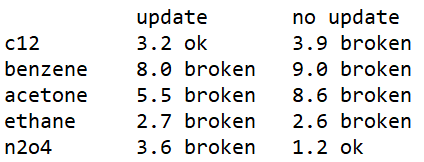 update no update
c12 3.2 ok 3.9 broken
benzene 8.0 broken 9.0 broken
acetone 5.5 broken 8.6 broken
ethane 2.7 broken 2.6 broken
n2o4 3.6 broken 1.2 ok